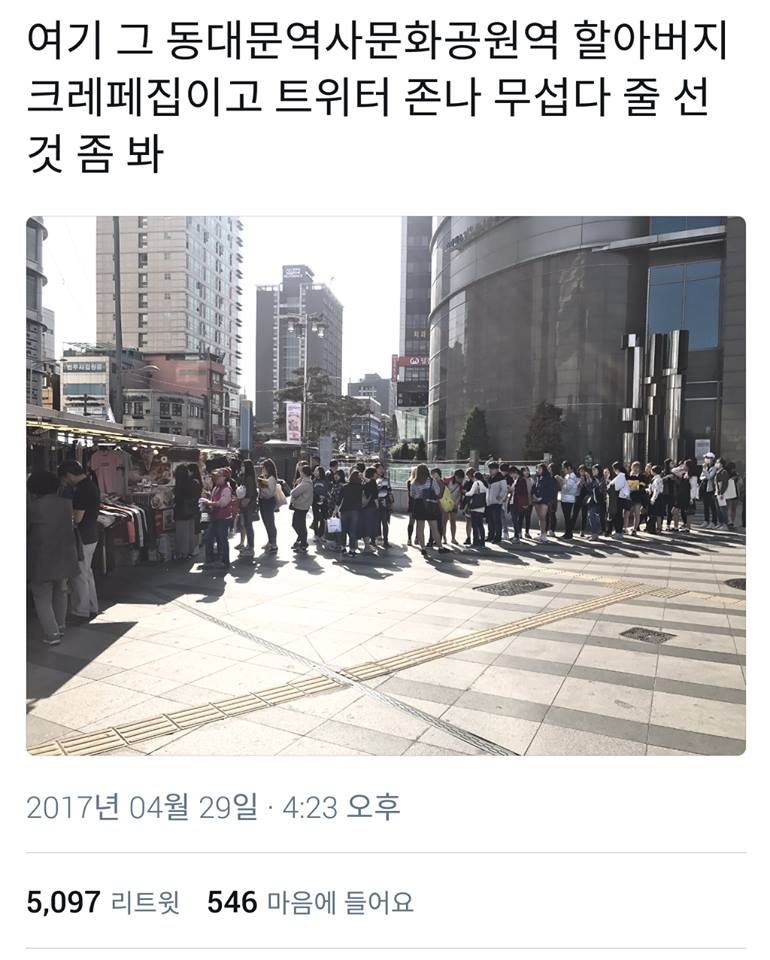 여기 그 동대문역사문화공원역 할아버지
크레페집이고 트위터 존나 무섭다 줄 선
것 좀 봐
2017년 04월 29일 · 4:23 오후
5,097 리트윗 546 마음에 들어요